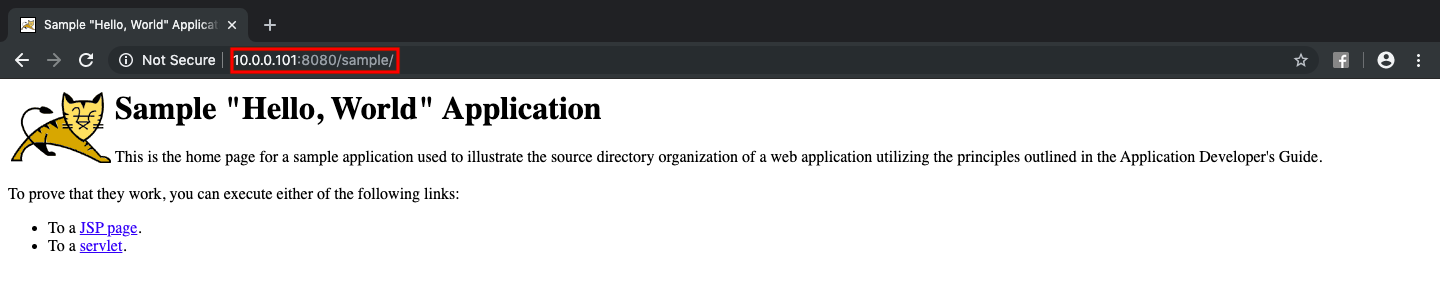 Sample "Hello, World" Applicat
Not Secure 10.0.0.101:8080/sample/
Sample "Hello, World" Application
This is the home page for a sample application used to illustrate the source directory organization of a web application utilizing the principles outlined in the Application Developer's Guide.
To prove that they work, you can execute either of the following links:
• To a JSP page.
• To a servlet.